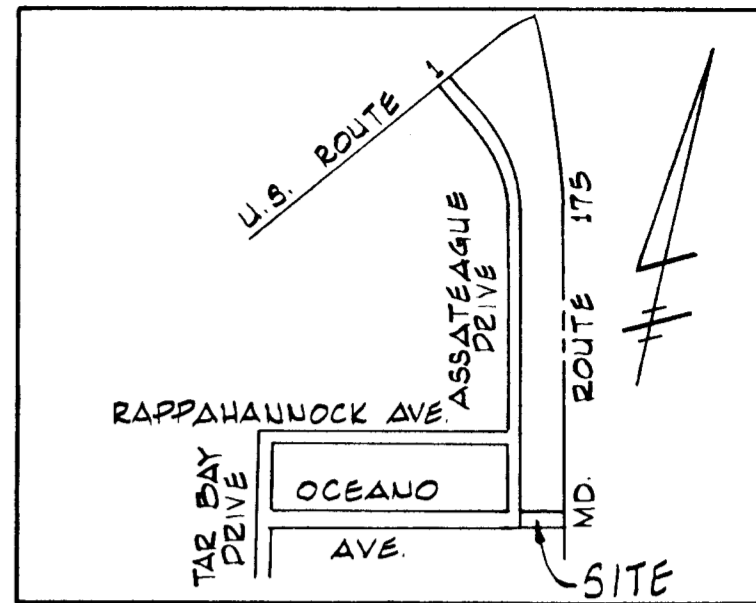 U.S. ROUTE 1
ASSATEAGUE
DRIVE
MD. ROUTE 175
RAPPAHANNOCK AVE.
TAR BAY
DRIVE
OCEANO
AVE.
SITE